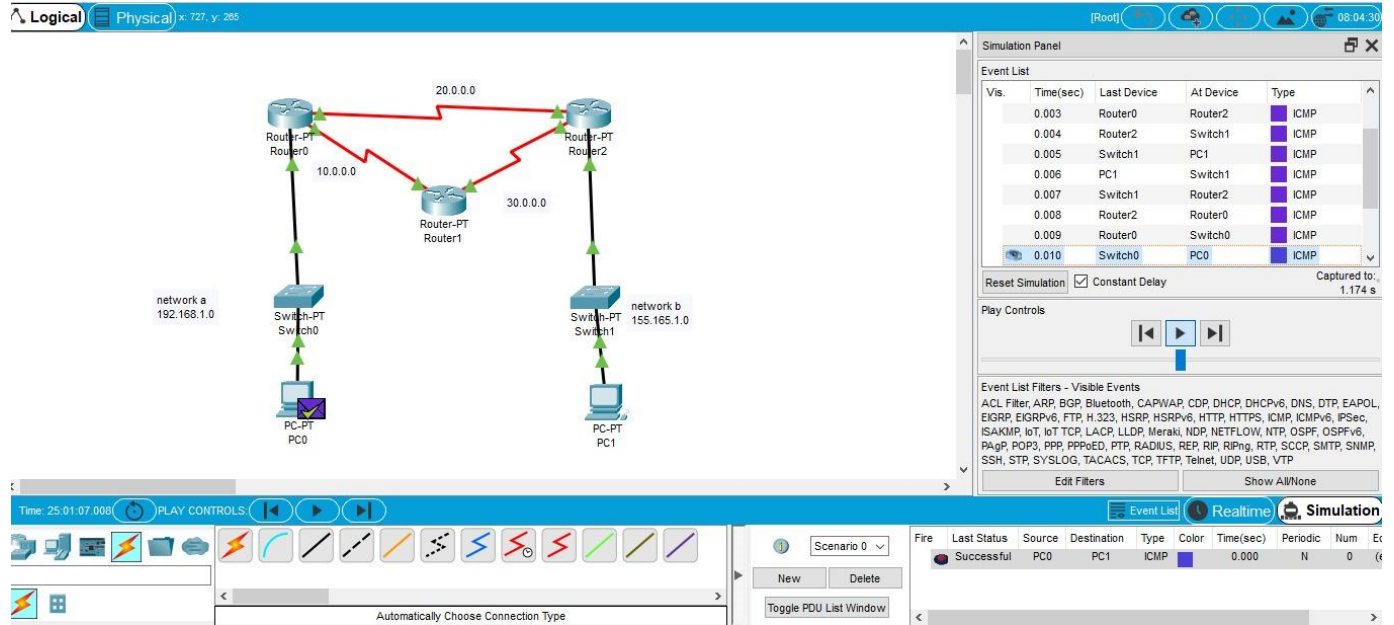 Logical Physical x: 727, y: 265 [Root] 08:04:30
20.0.0.0
Router-PT
Router0
Router-PT
Router2
10.0.0.0
30.0.0.0
Router-PT
Router1
network a
192.168.1.0
Switch-PT
Switch0
Switch-PT
Switch1
network b
155.165.1.0
PC-PT
PC0
PC-PT
PC1
Simulation Panel
Event List
Vis. Time(sec) Last Device At Device Type
0.003 Router0 Router2 ICMP
0.004 Router2 Switch1 ICMP
0.005 Switch1 PC1 ICMP
0.006 PC1 Switch1 ICMP
0.007 Switch1 Router2 ICMP
0.008 Router2 Router0 ICMP
0.009 Router0 Switch0 ICMP
0.010 Switch0 PC0 ICMP
Reset Simulation Constant Delay Captured to:
1.174 s
Play Controls
Event List Filters - Visible Events
ACL Filter, ARP, BGP, Bluetooth, CAPWAP, CDP, DHCP, DHCPv6, DNS, DTP, EAPOL,
EIGRP, EIGRPv6, FTP, H.323, HSRP, HSRPv6, HTTP, HTTPS, ICMP, ICMPv6, IPSec,
ISAKMP, IoT, IoT TCP, LACP, LLDP, Meraki, NDP, NETFLOW, NTP, OSPF, OSPFv6,
PAgP, POP3, PPP, PPPoED, PTP, RADIUS, REP, RIP, RIPng, RTP, SCCP, SMTP, SNMP,
SSH, STP, SYSLOG, TACACS, TCP, TFTP, Telnet, UDP, USB, VTP
Edit Filters Show All/None
Time: 25:01:07.008 PLAY CONTROLS: Event List Realtime Simulation
Automatically Choose Connection Type
Scenario 0
New Delete
Toggle PDU List Window
Fire Last Status Source Destination Type Color Time(sec) Periodic Num
Successful PC0 PC1 ICMP 0.000 N 0